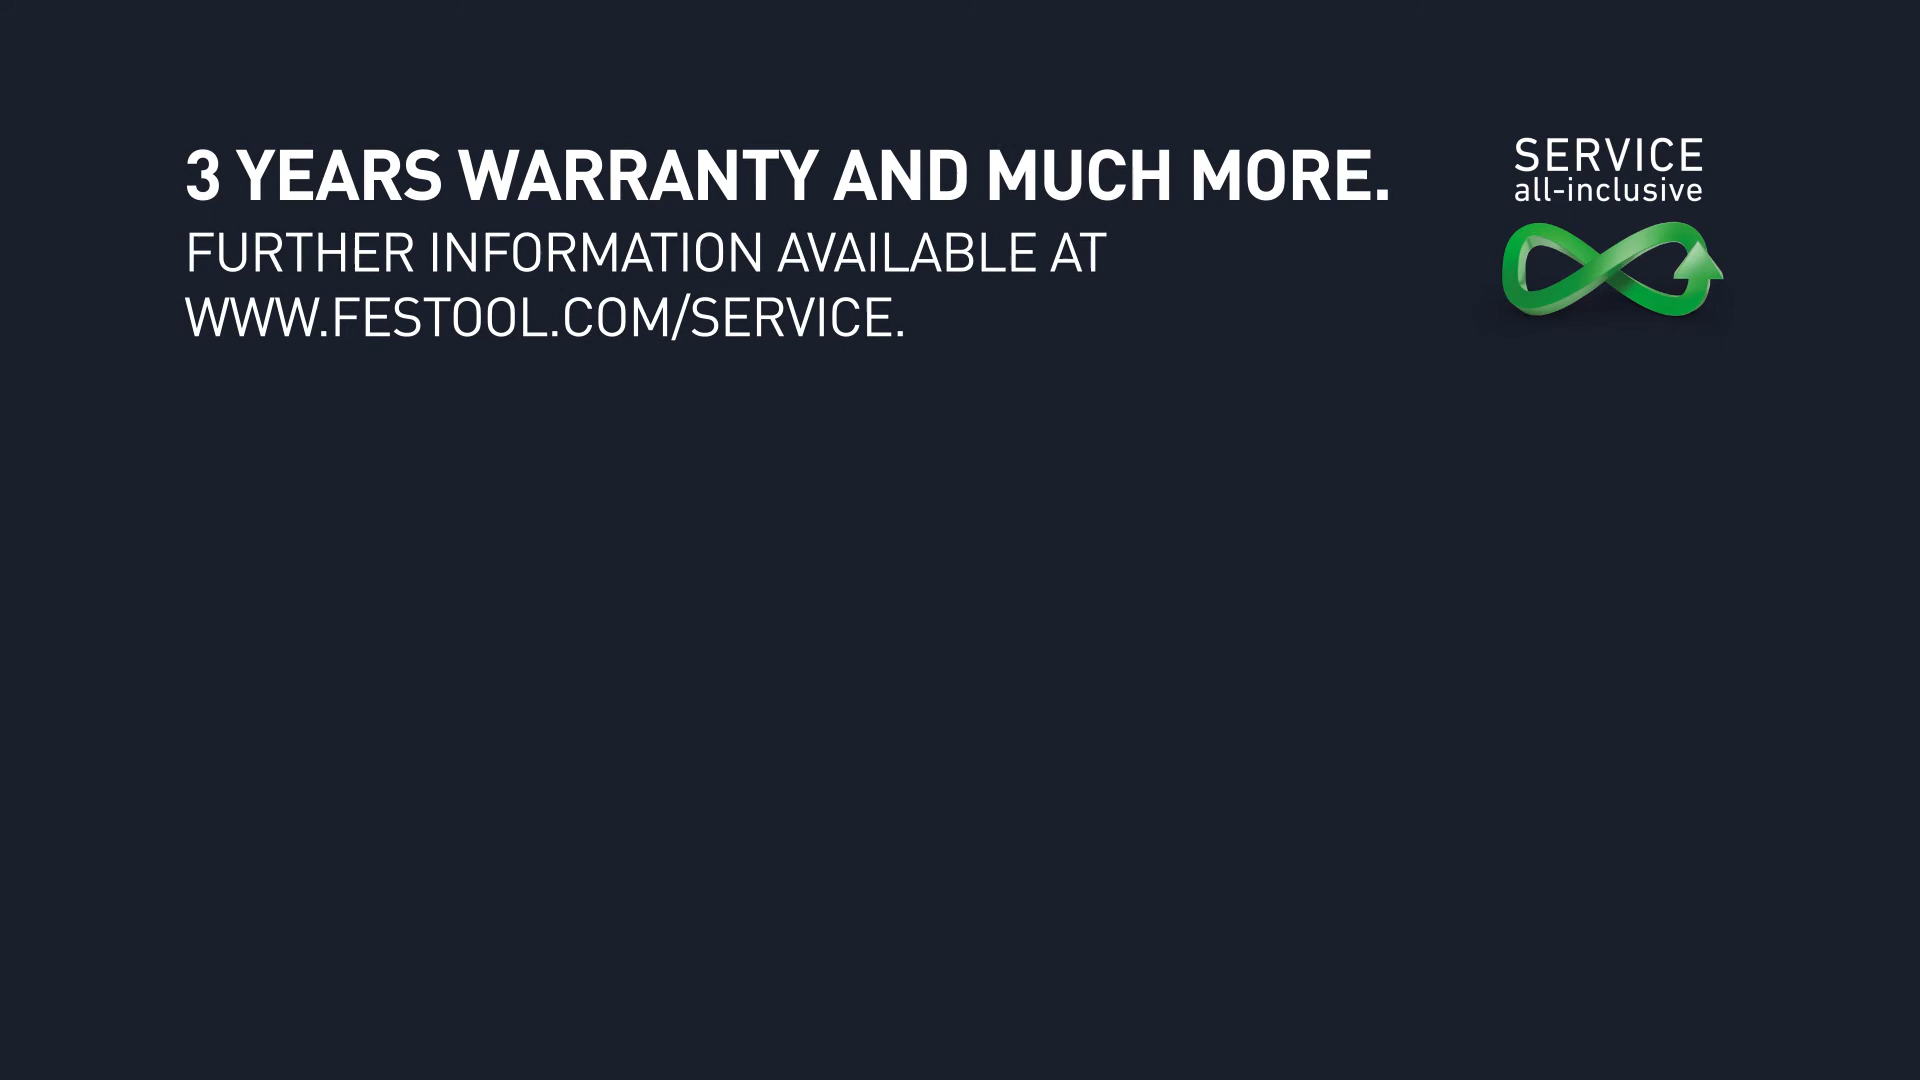 3 YEARS WARRANTY AND MUCH MORE.
FURTHER INFORMATION AVAILABLE AT
WWW.FESTOOL.COM/SERVICE.
SERVICE
all-inclusive